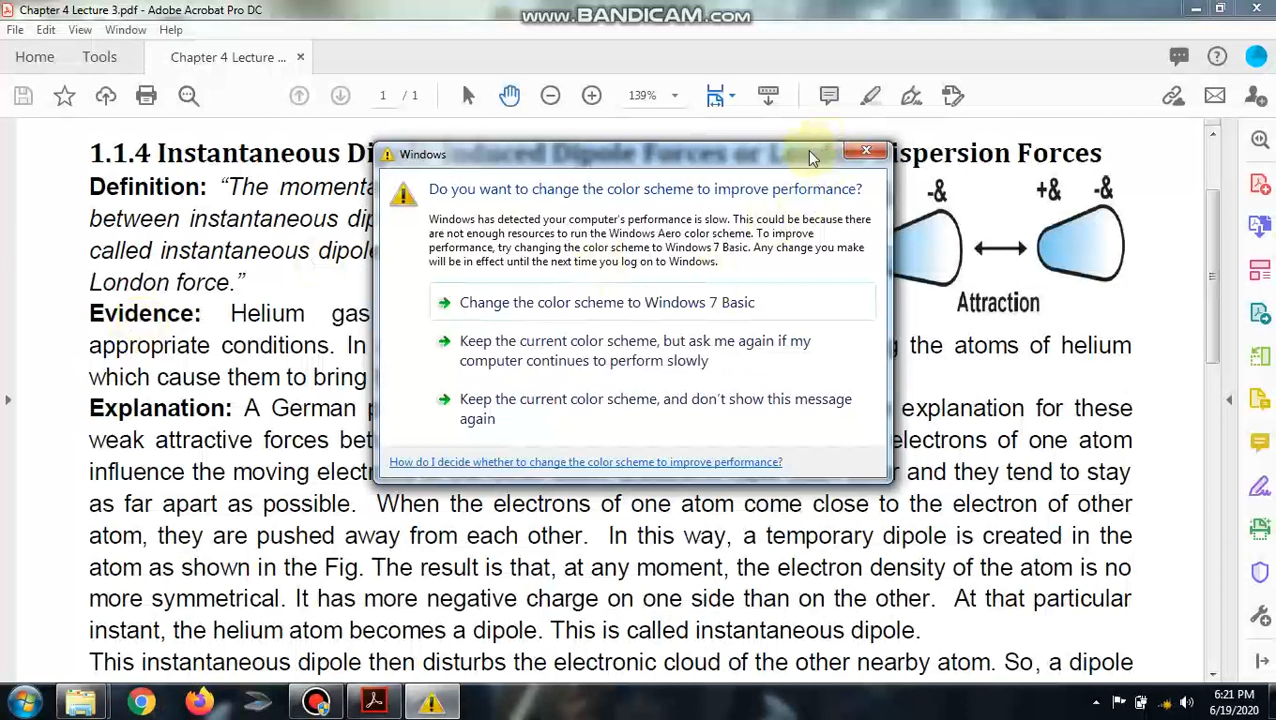 Chapter 4 Lecture 3.pdf - Adobe Acrobat Pro DC
www.BANDICAM.com
File Edit View Window Help
Home Tools Chapter 4 Lecture ... ×
1 / 1 139%
1.1.4 Instantaneous Di nduced Dipole Forces or Lond ispersion Forces
Definition: “The momenta
between instantaneous dip
called instantaneous dipole
London force.”
-& +& -&
Attraction
Evidence: Helium gas
appropriate conditions. In g the atoms of helium
which cause them to bring
Explanation: A German p explanation for these
weak attractive forces bet electrons of one atom
influence the moving electr r and they tend to stay
as far apart as possible. When the electrons of one atom come close to the electron of other
atom, they are pushed away from each other. In this way, a temporary dipole is created in the
atom as shown in the Fig. The result is that, at any moment, the electron density of the atom is no
more symmetrical. It has more negative charge on one side than on the other. At that particular
instant, the helium atom becomes a dipole. This is called instantaneous dipole.
This instantaneous dipole then disturbs the electronic cloud of the other nearby atom. So, a dipole
Windows
Do you want to change the color scheme to improve performance?
Windows has detected your computer's performance is slow. This could be because there
are not enough resources to run the Windows Aero color scheme. To improve
performance, try changing the color scheme to Windows 7 Basic. Any change you make
will be in effect until the next time you log on to Windows.
Change the color scheme to Windows 7 Basic
Keep the current color scheme, but ask me again if my
computer continues to perform slowly
Keep the current color scheme, and don't show this message
again
How do I decide whether to change the color scheme to improve performance?
6:21 PM
6/19/2020